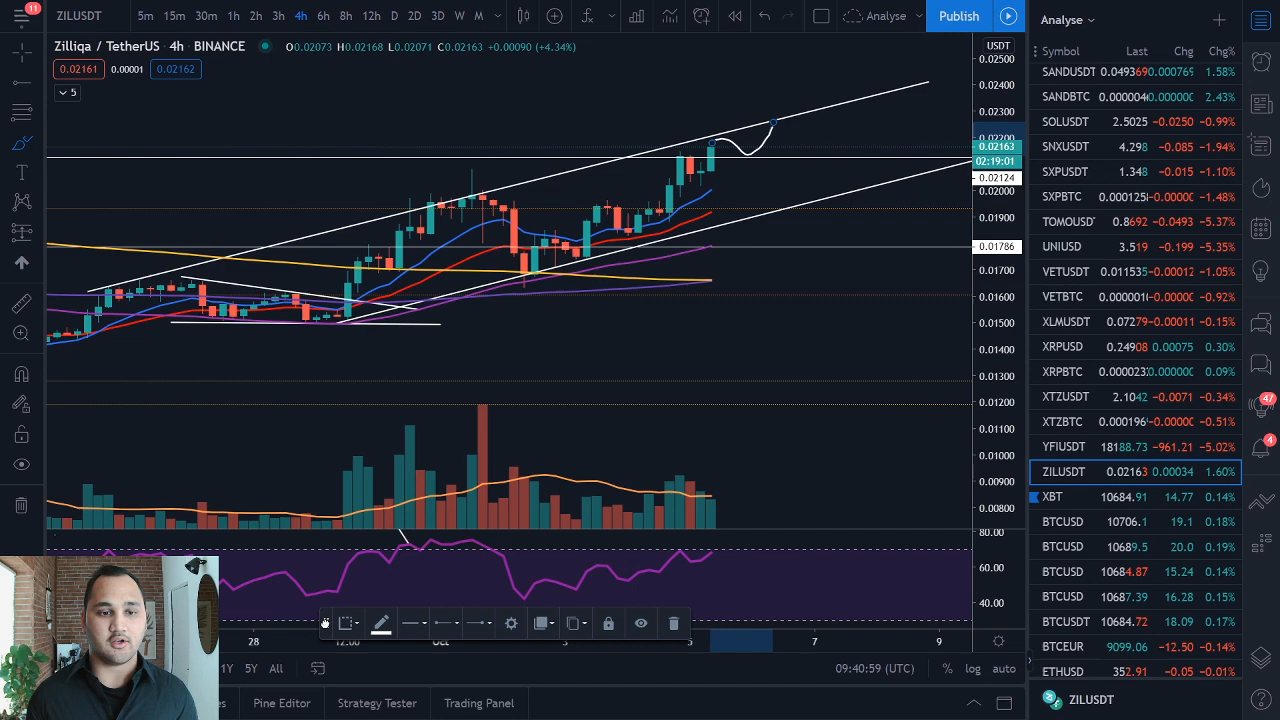 11
ZILUSDT
5m 15m 30m 1h 2h 3h 4h 6h 8h 12h D 2D 3D W M
Analyse
Publish
Zilliqa / TetherUS · 4h · BINANCE
O0.02073 H0.02168 L0.02071 C0.02163 +0.00090 (+4.34%)
0.02161 0.00001 0.02162
5
USDT
0.02500
0.02400
0.02300
0.02200
0.02163
02:19:01
0.02124
0.02000
0.01900
0.01786
0.01700
0.01600
0.01500
0.01400
0.01300
0.01200
0.01100
0.01000
0.00900
0.00800
80.00
60.00
40.00
28 12:00 Oct 3 5 7 9
1Y 5Y All
09:40:59 (UTC)
% log auto
Pine Editor
Strategy Tester
Trading Panel
Analyse
Symbol Last Chg Chg%
SANDUSDT 0.049369 0.000769 1.58%
SANDBTC 2.43%
SOLUSDT 2.5025 −0.0250 −0.99%
SNXUSDT 4.298 −0.085 −1.94%
SXPUSDT 1.348 −0.015 −1.10%
SXPBTC −1.48%
TOMOUSD 0.8692 −0.0493 −5.37%
UNIUSD 3.519 −0.199 −5.35%
VETUSDT −1.05%
VETBTC −0.92%
XLMUSDT 0.07279 −0.00011 −0.15%
XRPUSD 0.24908 0.00075 0.30%
XRPBTC 0.09%
XTZUSDT 2.1042 −0.0071 −0.34%
XTZBTC −0.51%
YFIUSDT 18188.73 −961.21 −5.02%
ZILUSDT 0.02163 0.00034 1.60%
XBT 10684.91 14.77 0.14%
BTCUSD 10706.1 19.1 0.18%
BTCUSD 10689.5 20.0 0.19%
BTCUSD 10684.87 15.24 0.14%
BTCUSD 10687.39 16.28 0.15%
BTCUSDT 10684.72 18.09 0.17%
BTCEUR 9099.06 −12.50 −0.14%
ETHUSD 352.91 −0.05 −0.01%
ZILUSDT
47
4